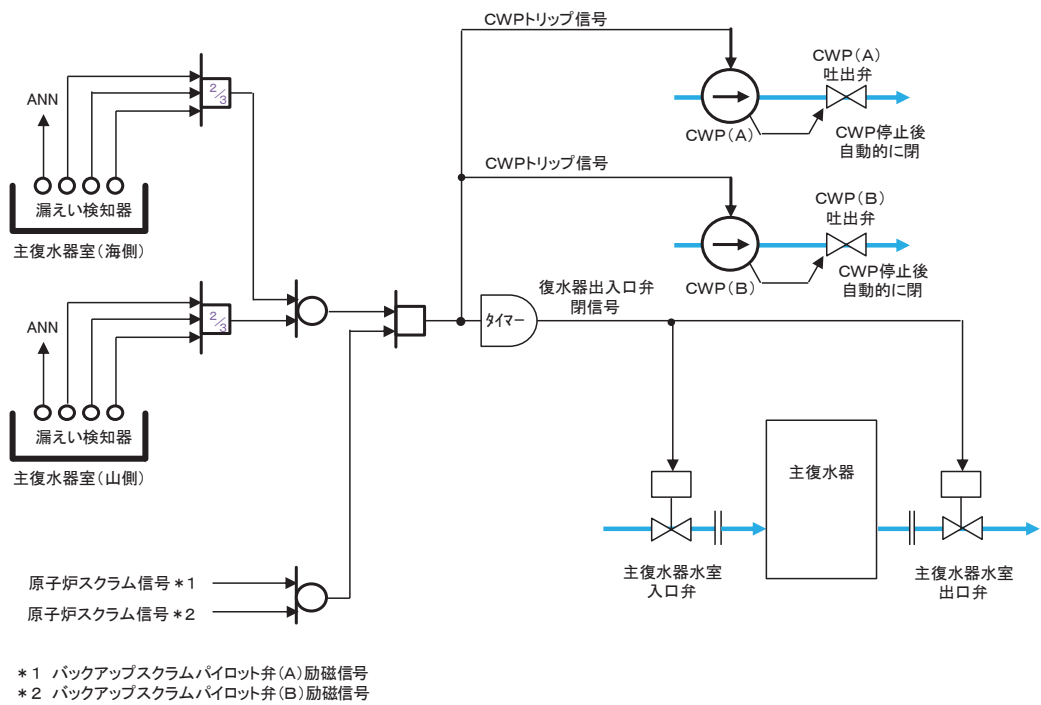 CWPトリップ信号
CWP(A)
吐出弁
ANN
2/3
CWP(A)
CWP停止後
自動的に閉
漏えい検知器
主復水器室(海側)
CWPトリップ信号
CWP(B)
吐出弁
CWP(B)
CWP停止後
自動的に閉
復水器出入口弁
閉信号
ANN
2/3
タイマー
漏えい検知器
主復水器室(山側)
主復水器
主復水器水室
入口弁
主復水器水室
出口弁
原子炉スクラム信号*1
原子炉スクラム信号*2
*1 バックアップスクラムパイロット弁(A)励磁信号
*2 バックアップスクラムパイロット弁(B)励磁信号